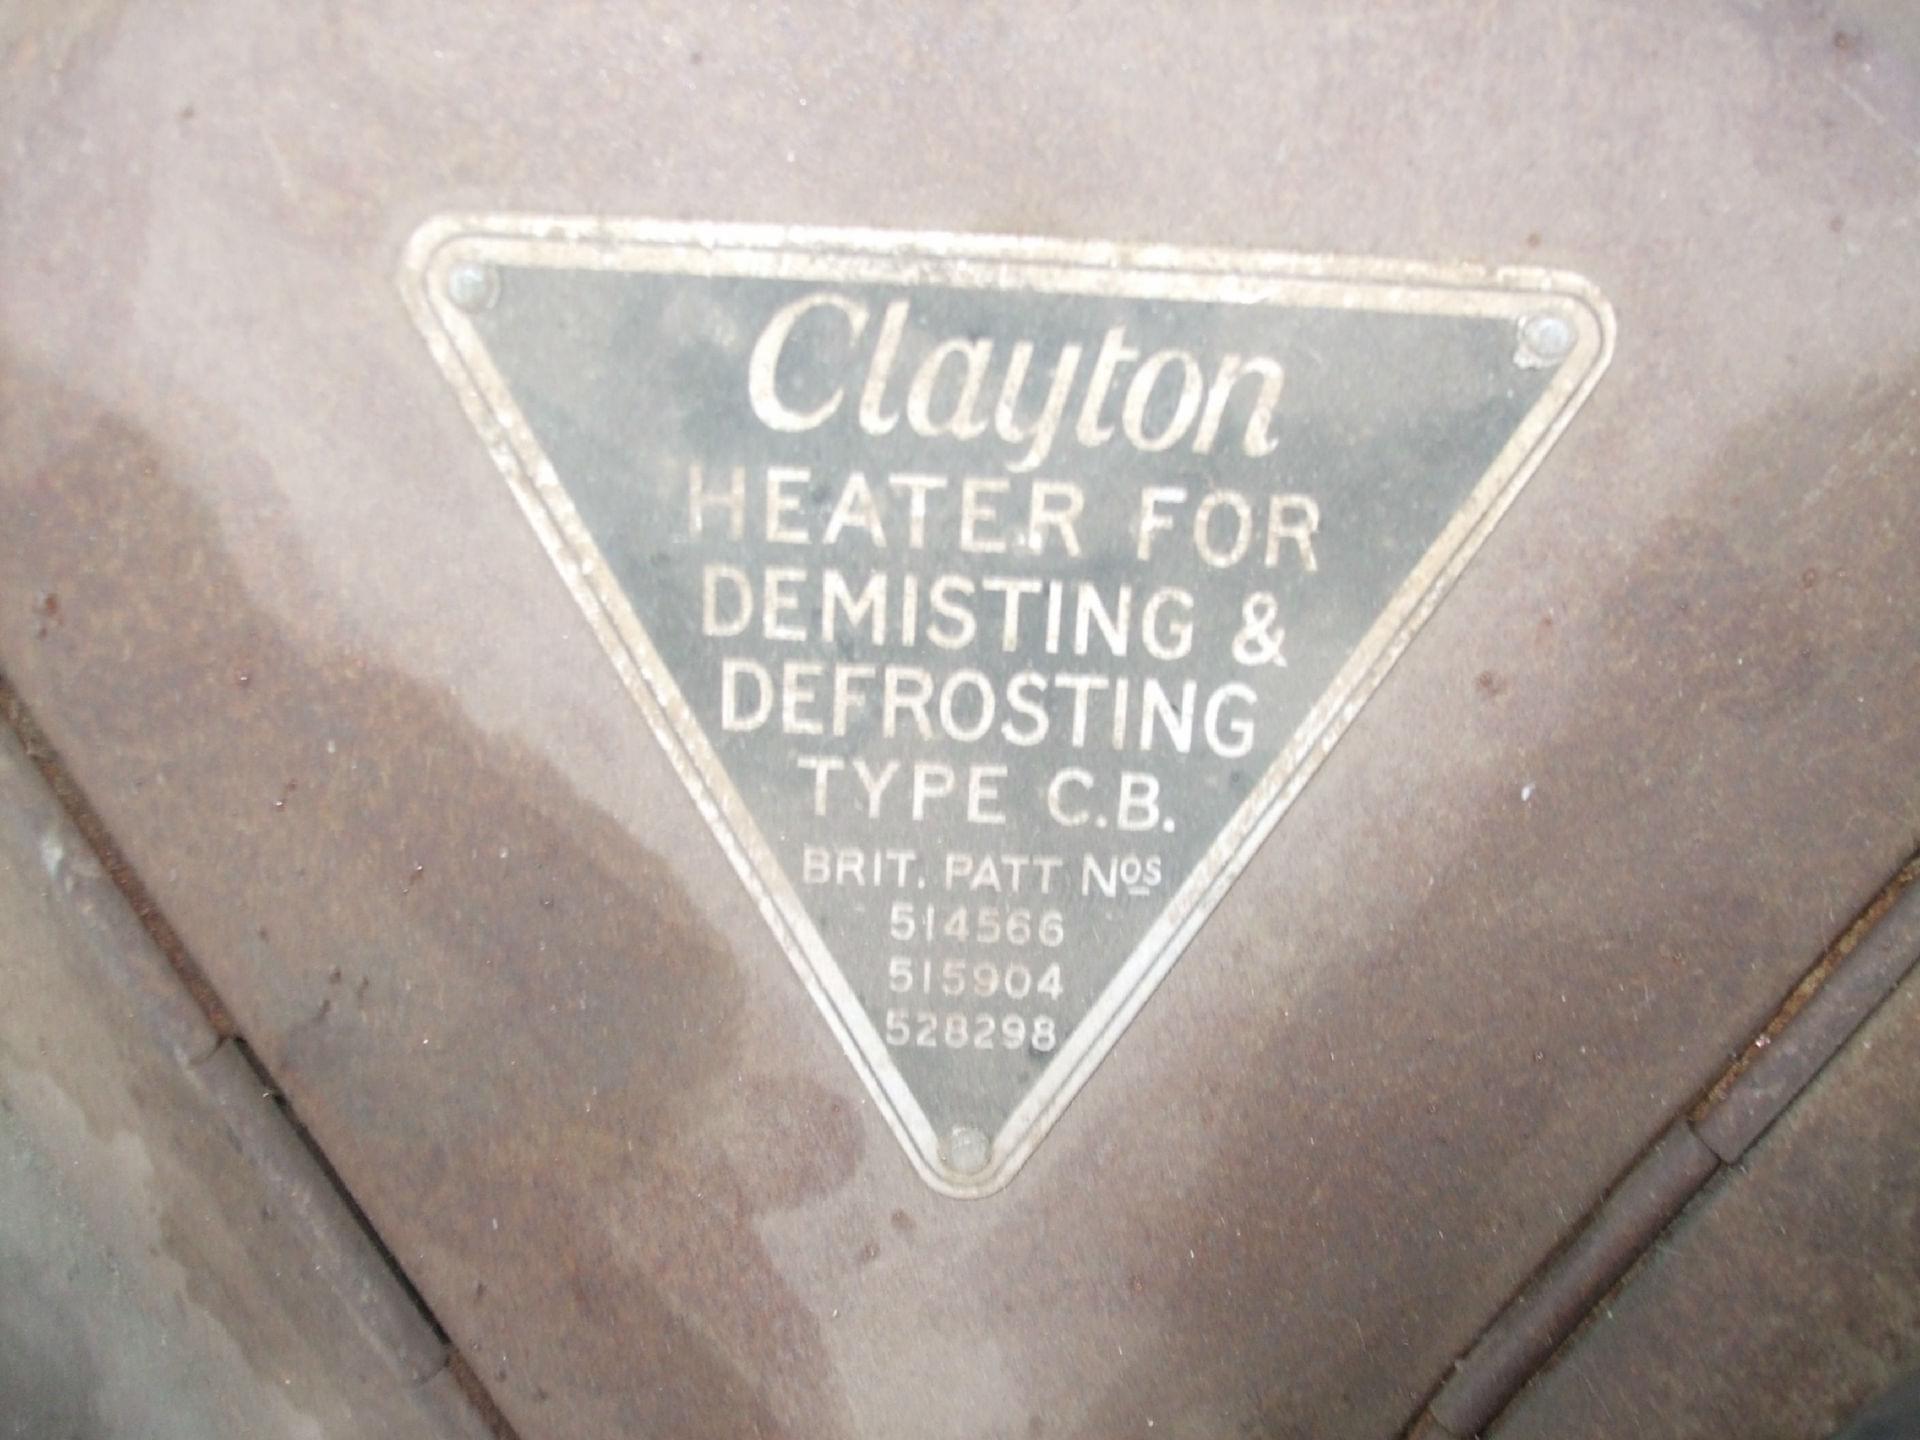 Clayton
HEATER FOR
DEMISTING &
DEFROSTING
TYPE C.B.
BRIT. PATT Nos
514566
515904
528298